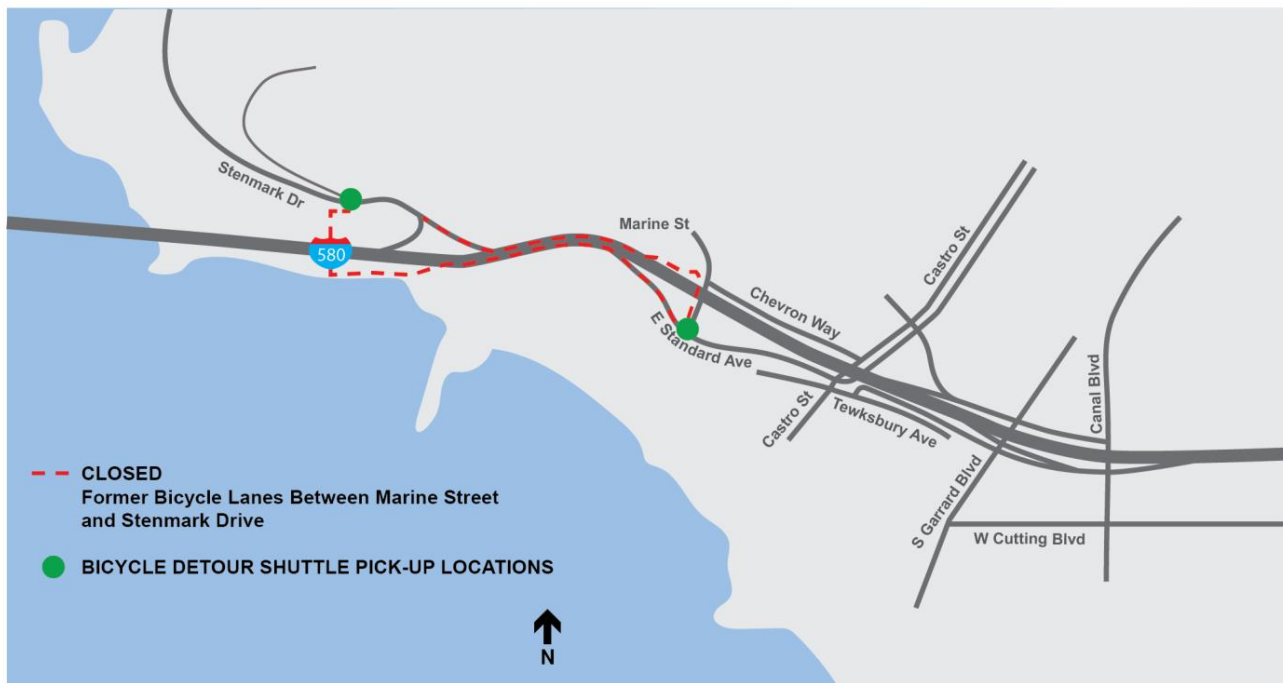 Stenmark Dr
580
Marine St
Castro St
Chevron Way
E Standard Ave
Castro St
Tewksbury Ave
Canal Blvd
S Garrard Blvd
W Cutting Blvd
CLOSED
Former Bicycle Lanes Between Marine Street
and Stenmark Drive
BICYCLE DETOUR SHUTTLE PICK-UP LOCATIONS
N